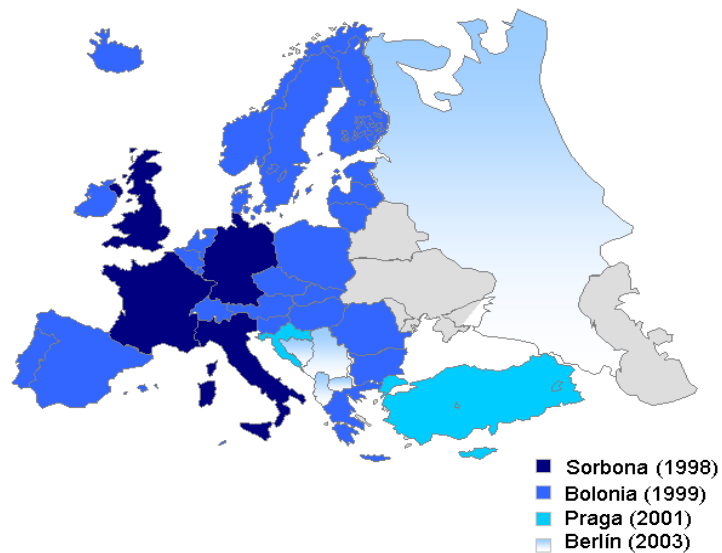 Sorbona (1998)
Bolonia (1999)
Praga (2001)
Berlín (2003)